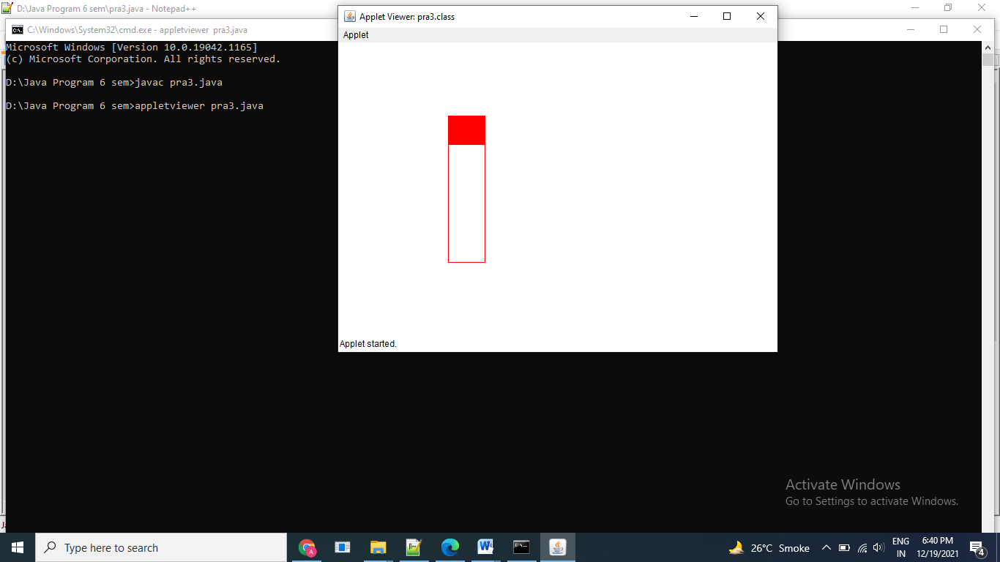 D:\Java Program 6 sem\pra3.java - Notepad++
C:\Windows\System32\cmd.exe - appletviewer pra3.java
Microsoft Windows [Version 10.0.19042.1165]
(c) Microsoft Corporation. All rights reserved.
D:\Java Program 6 sem>javac pra3.java
D:\Java Program 6 sem>appletviewer pra3.java
Applet Viewer: pra3.class
Applet
Applet started.
Activate Windows
Go to Settings to activate Windows.
Type here to search
26°C Smoke
ENG
IN
6:40 PM
12/19/2021
4